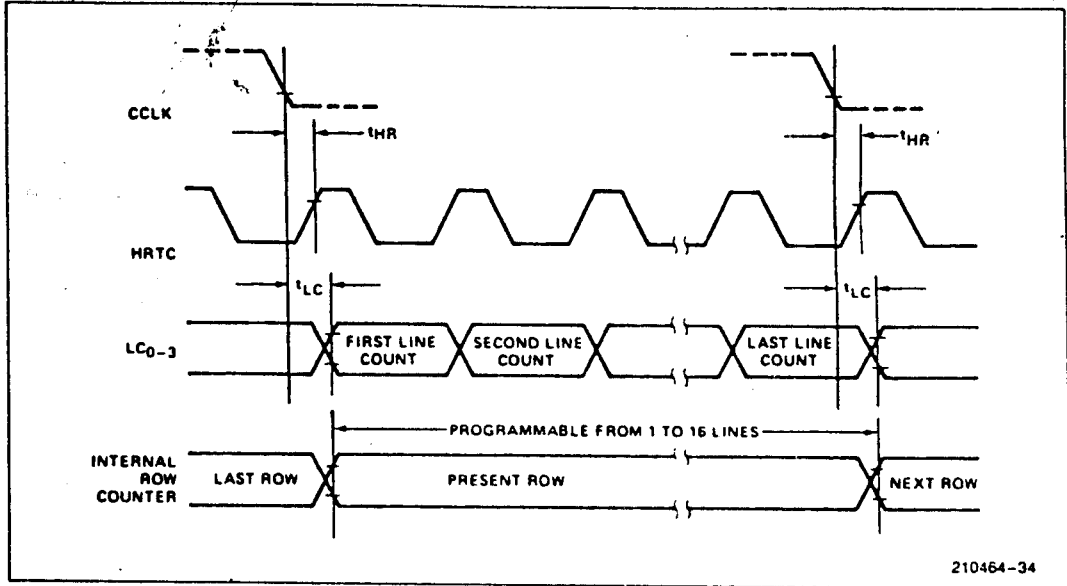 CCLK
tHR
tHR
HRTC
tLC
tLC
LC0-3
FIRST LINE
COUNT
SECOND LINE
COUNT
LAST LINE
COUNT
PROGRAMMABLE FROM 1 TO 16 LINES
INTERNAL
ROW
COUNTER
LAST ROW
PRESENT ROW
NEXT ROW
210464-34